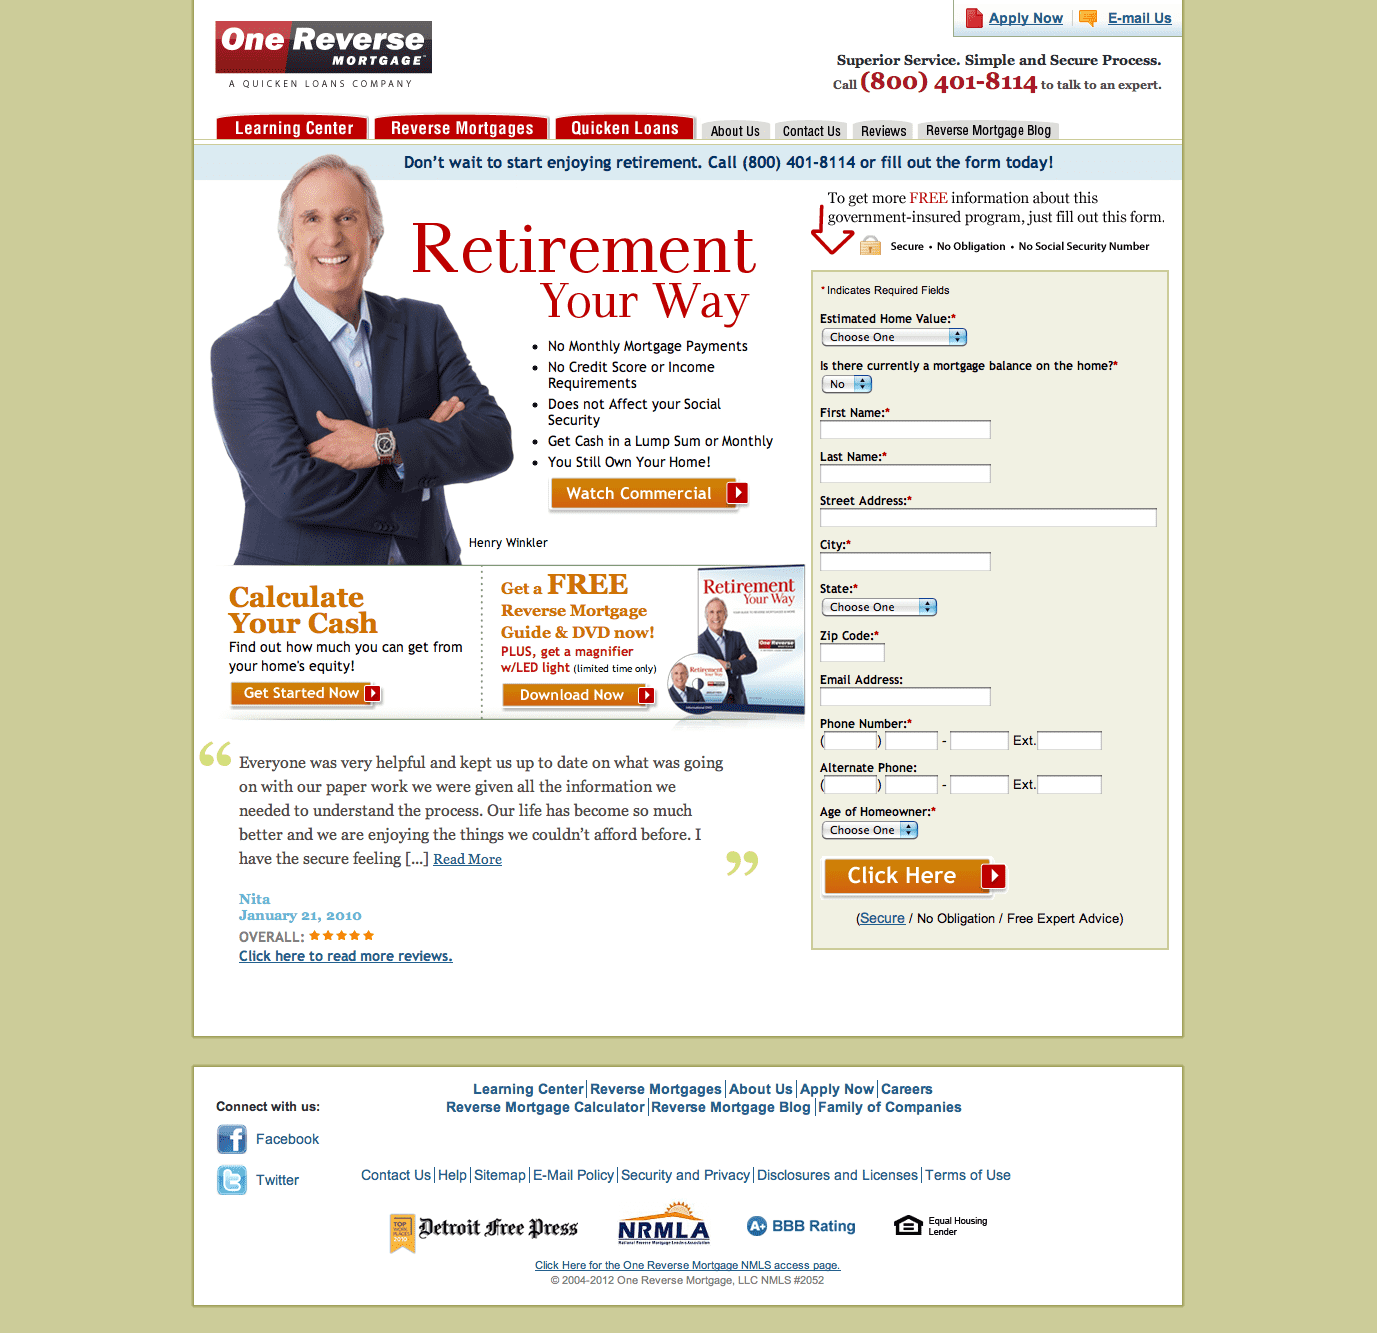 Apply Now
E-mail Us
One Reverse
MORTGAGE
A QUICKEN LOANS COMPANY
Superior Service. Simple and Secure Process.
Call (800) 401-8114 to talk to an expert.
Learning Center
Reverse Mortgages
Quicken Loans
About Us
Contact Us
Reviews
Reverse Mortgage Blog
Don't wait to start enjoying retirement. Call (800) 401-8114 or fill out the form today!
Retirement
Your Way
• No Monthly Mortgage Payments
• No Credit Score or Income
Requirements
• Does not Affect your Social
Security
• Get Cash in a Lump Sum or Monthly
• You Still Own Your Home!
Watch Commercial
Henry Winkler
Calculate
Your Cash
Find out how much you can get from
your home's equity!
Get Started Now
Get a FREE
Reverse Mortgage
Guide & DVD now!
PLUS, get a magnifier
w/LED light (limited time only)
Download Now
Retirement
Your Way
One Reverse
Retirement
Your Way
“Everyone was very helpful and kept us up to date on what was going
on with our paper work we were given all the information we
needed to understand the process. Our life has become so much
better and we are enjoying the things we couldn't afford before. I
have the secure feeling [...] Read More ”
Nita
January 21, 2010
OVERALL:
Click here to read more reviews.
To get more FREE information about this
government-insured program, just fill out this form.
Secure • No Obligation • No Social Security Number
* Indicates Required Fields
Estimated Home Value:*
Choose One
Is there currently a mortgage balance on the home?*
No
First Name:*
Last Name:*
Street Address:*
City:*
State:*
Choose One
Zip Code:*
Email Address:
Phone Number:*
( ) - Ext.
Alternate Phone:
( ) - Ext.
Age of Homeowner:*
Choose One
Click Here
(Secure / No Obligation / Free Expert Advice)
Connect with us:
Facebook
Twitter
Learning Center | Reverse Mortgages | About Us | Apply Now | Careers
Reverse Mortgage Calculator | Reverse Mortgage Blog | Family of Companies
Contact Us | Help | Sitemap | E-Mail Policy | Security and Privacy | Disclosures and Licenses | Terms of Use
TOP
WORK
PLACES
2010
Detroit Free Press
NRMLA
National Reverse Mortgage Lenders Association
A+ BBB Rating
Equal Housing
Lender
Click Here for the One Reverse Mortgage NMLS access page.
© 2004-2012 One Reverse Mortgage, LLC NMLS #2052